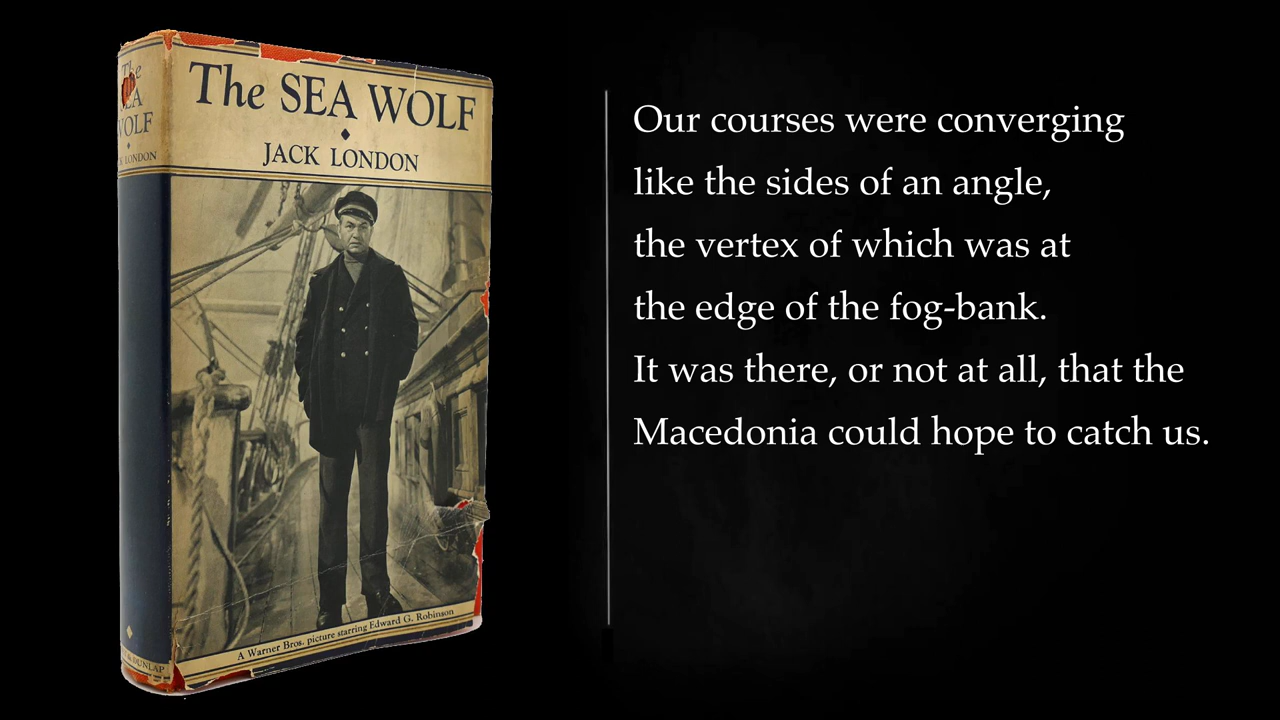 The SEA WOLF
JACK LONDON
The
WOLF
LONDON
A Warner Bros. picture starring Edward G. Robinson
DUNLAP
Our courses were converging
like the sides of an angle,
the vertex of which was at
the edge of the fog-bank.
It was there, or not at all, that the
Macedonia could hope to catch us.